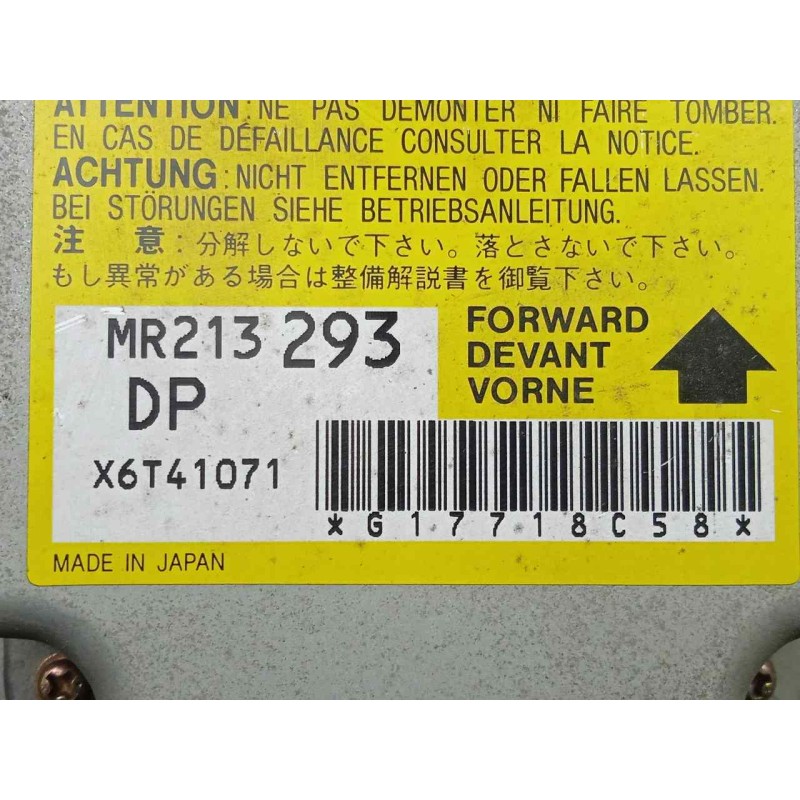 ATTENTION : NE PAS DÉMONTER NI FAIRE TOMBER.
EN CAS DE DÉFAILLANCE CONSULTER LA NOTICE.
ACHTUNG : NICHT ENTFERNEN ODER FALLEN LASSEN.
BEI STÖRUNGEN SIEHE BETRIEBSANLEITUNG.
注 意 : 分解しないで下さい。落とさないで下さい。
もし異常がある場合は整備解説書を御覧下さい。
MR213 293
DP
X6T41071
FORWARD
DEVANT
VORNE
*G17718C58*
MADE IN JAPAN